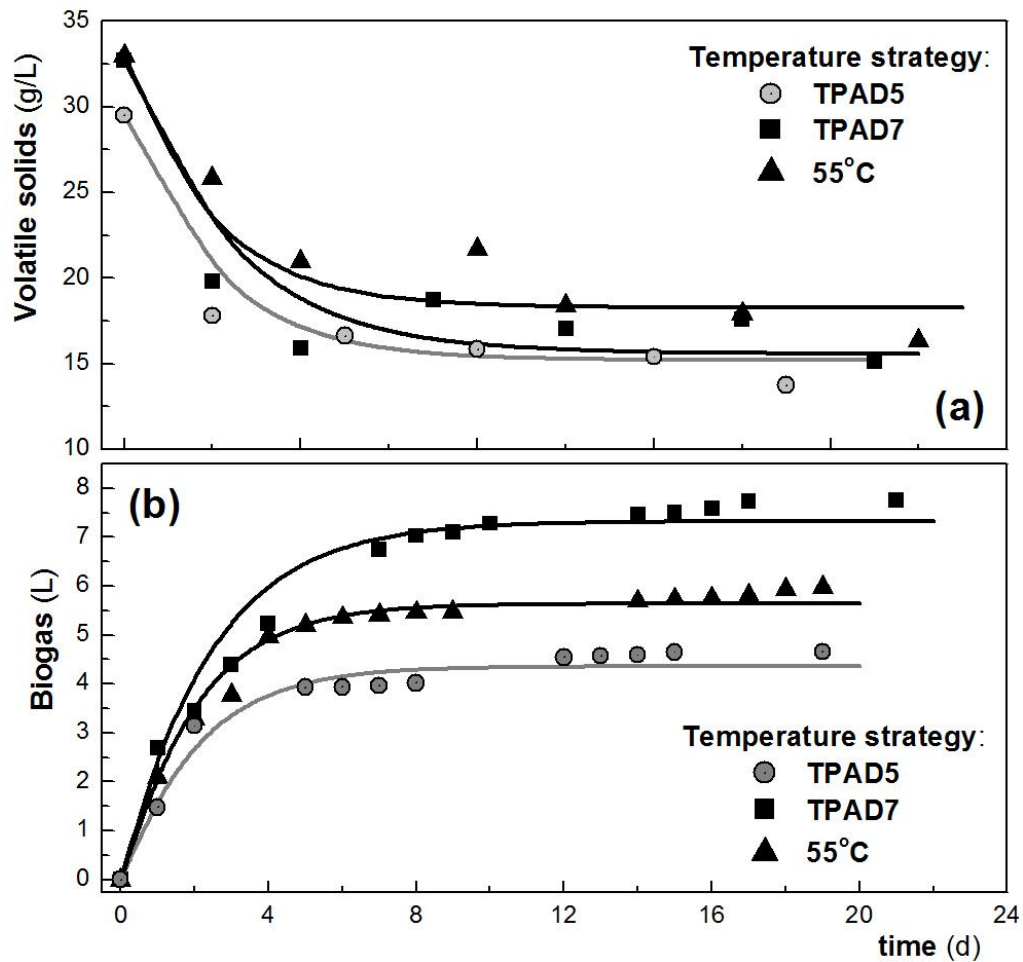 35
30
25
20
15
10
Volatile solids (g/L)
Temperature strategy:
TPAD5
TPAD7
55°C
(a)
8
7
6
5
4
3
2
1
0
Biogas (L)
(b)
Temperature strategy:
TPAD5
TPAD7
55°C
0 4 8 12 16 20 24
time (d)